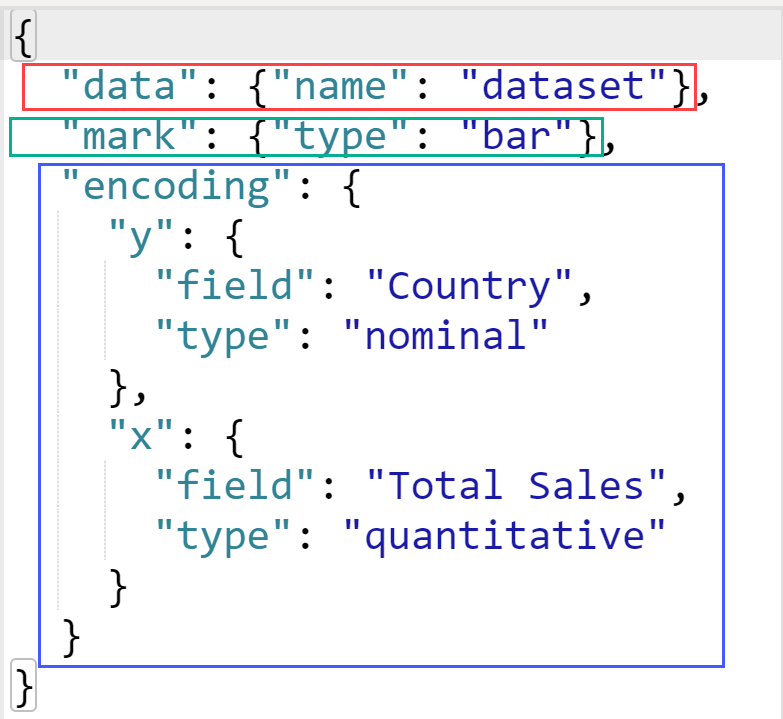 {
"data": {"name": "dataset"},
"mark": {"type": "bar"},
"encoding": {
"y": {
"field": "Country",
"type": "nominal"
},
"x": {
"field": "Total Sales",
"type": "quantitative"
}
}
}